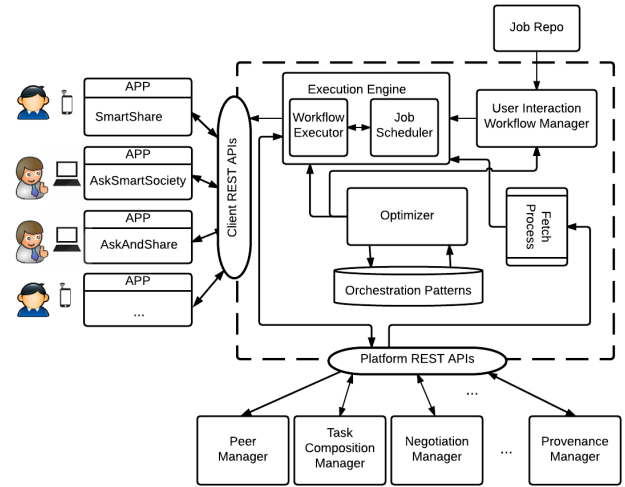 Job Repo
APP
SmartShare
APP
AskSmartSociety
APP
AskAndShare
APP
...
Client REST APIs
Execution Engine
Workflow
Executor
Job
Scheduler
User Interaction
Workflow Manager
Optimizer
Fetch
Process
Orchestration Patterns
Platform REST APIs
...
Peer
Manager
Task
Composition
Manager
Negotiation
Manager
...
Provenance
Manager